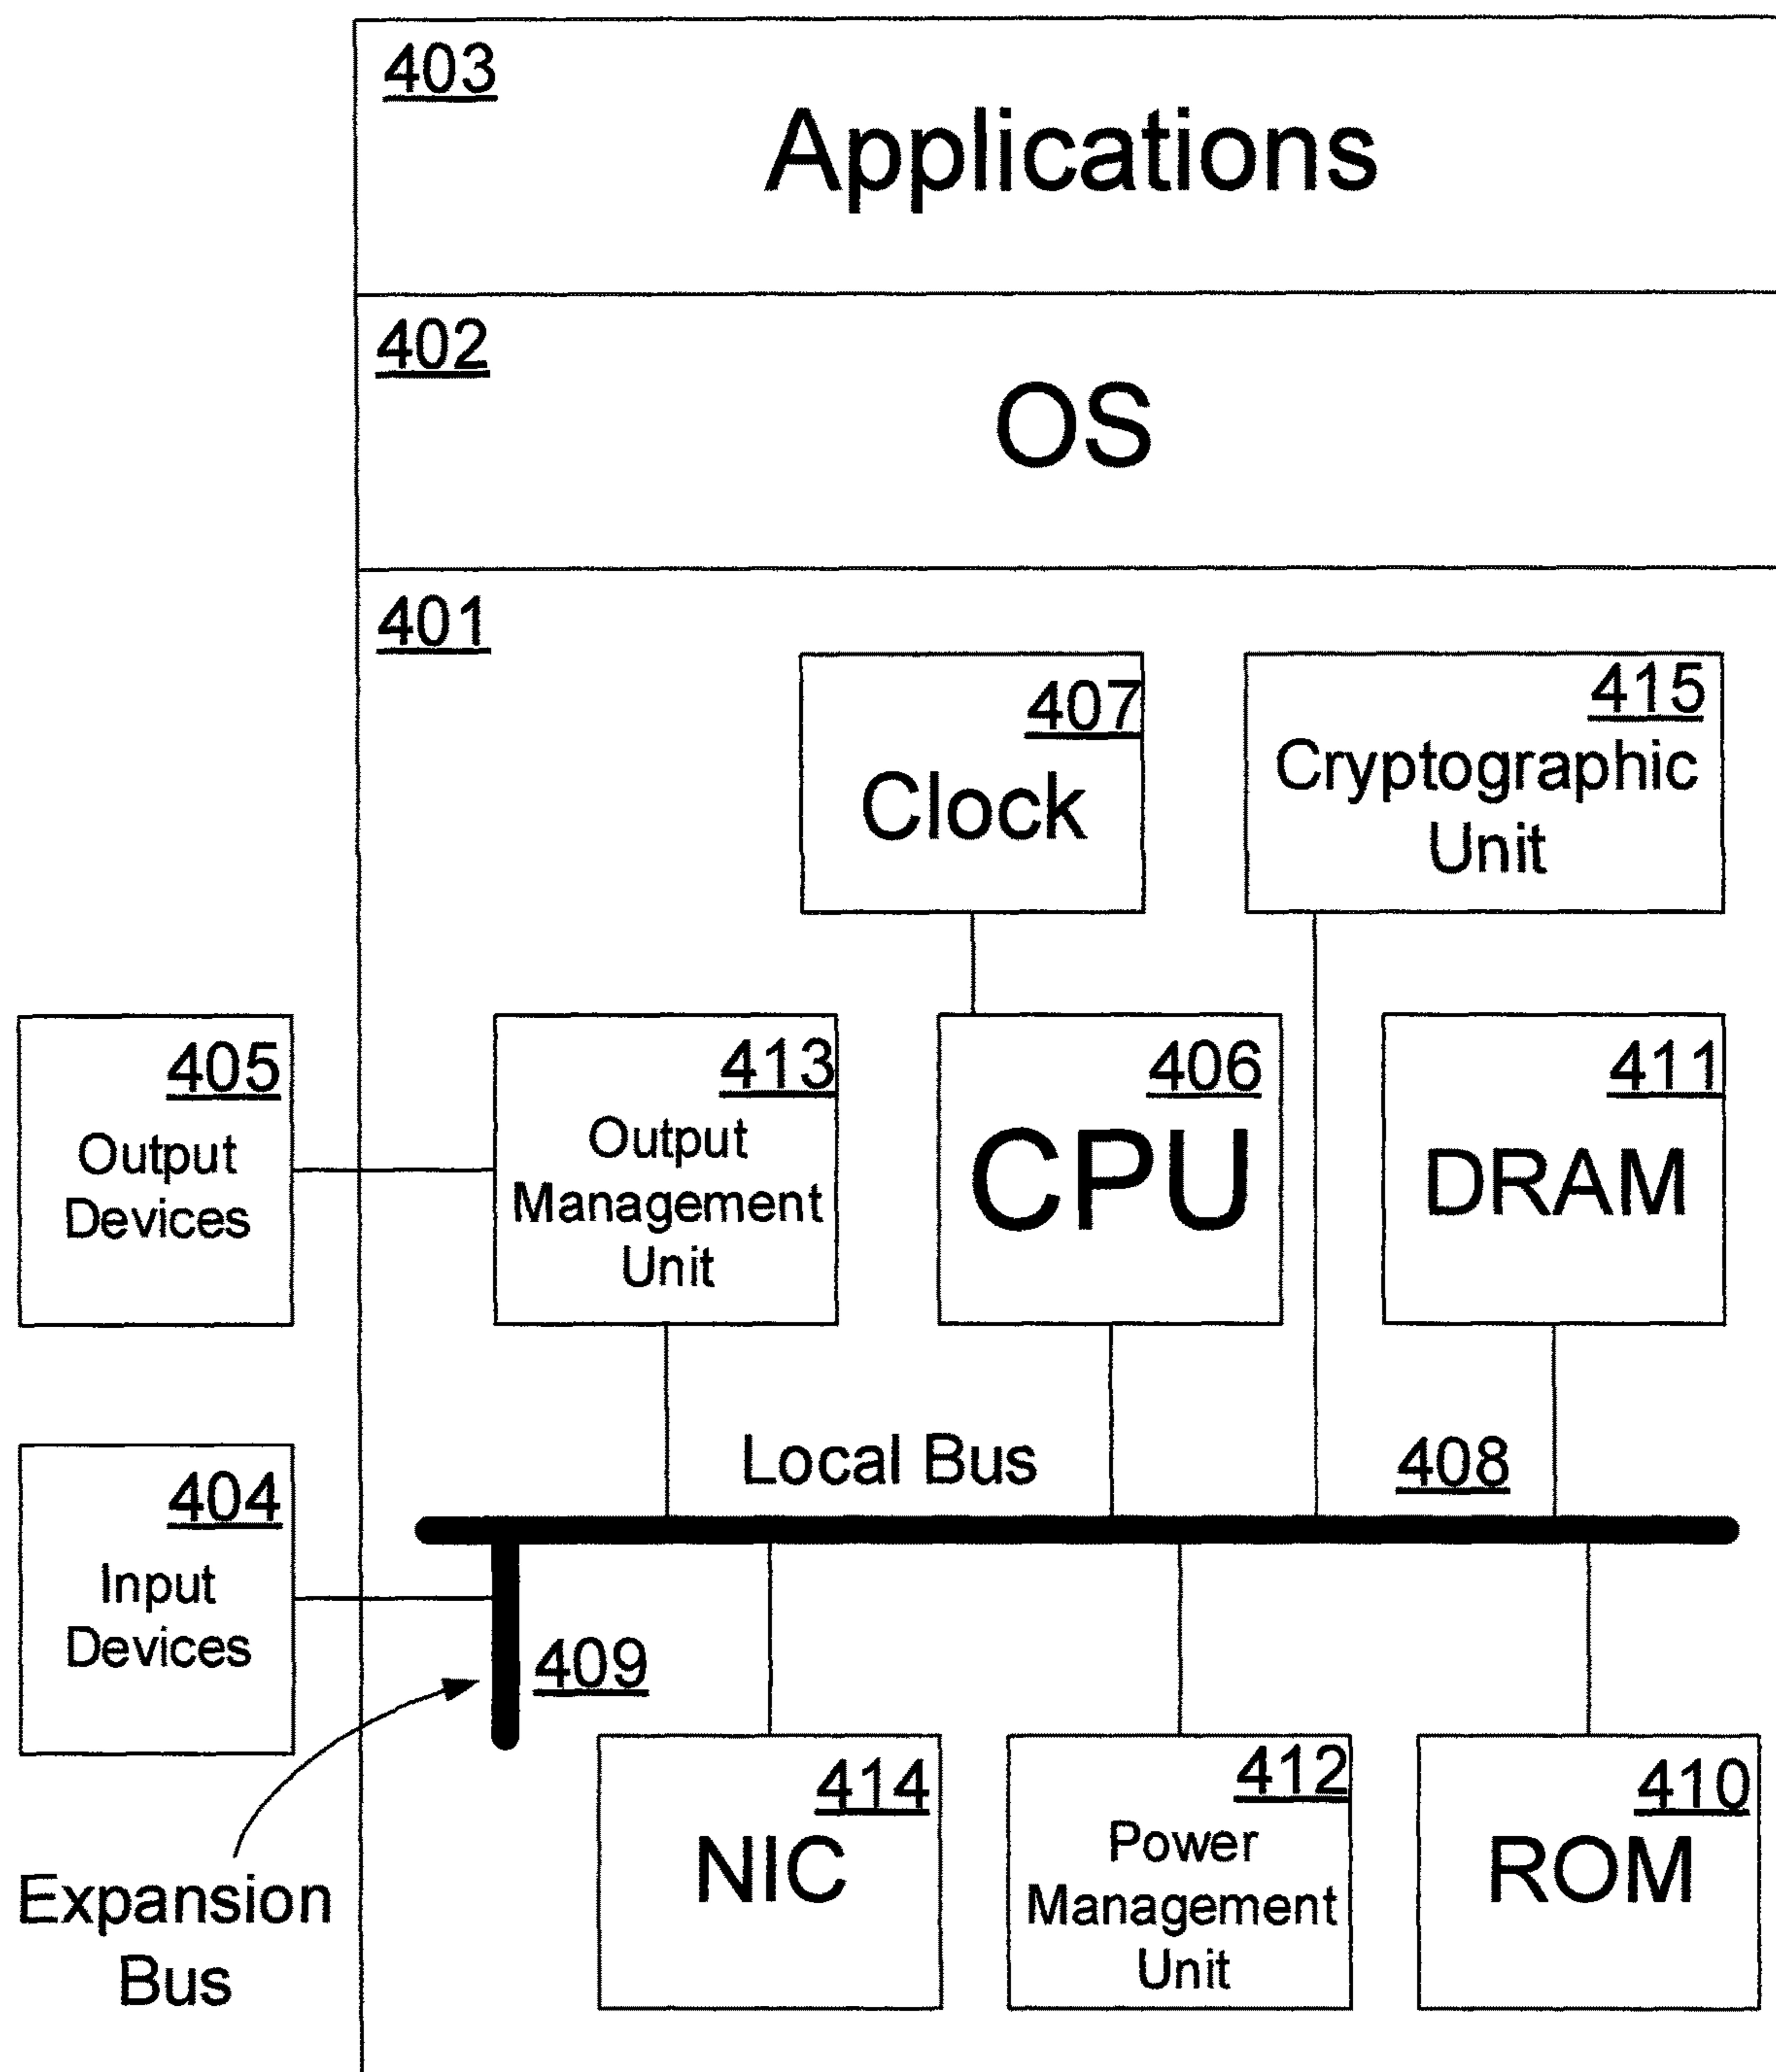 403
Applications
402
OS
401
407
Clock
415
Cryptographic
Unit
405
Output
Devices
413
Output
Management
Unit
406
CPU
411
DRAM
Local Bus
408
404
Input
Devices
409
Expansion
Bus
414
NIC
412
Power
Management
Unit
410
ROM